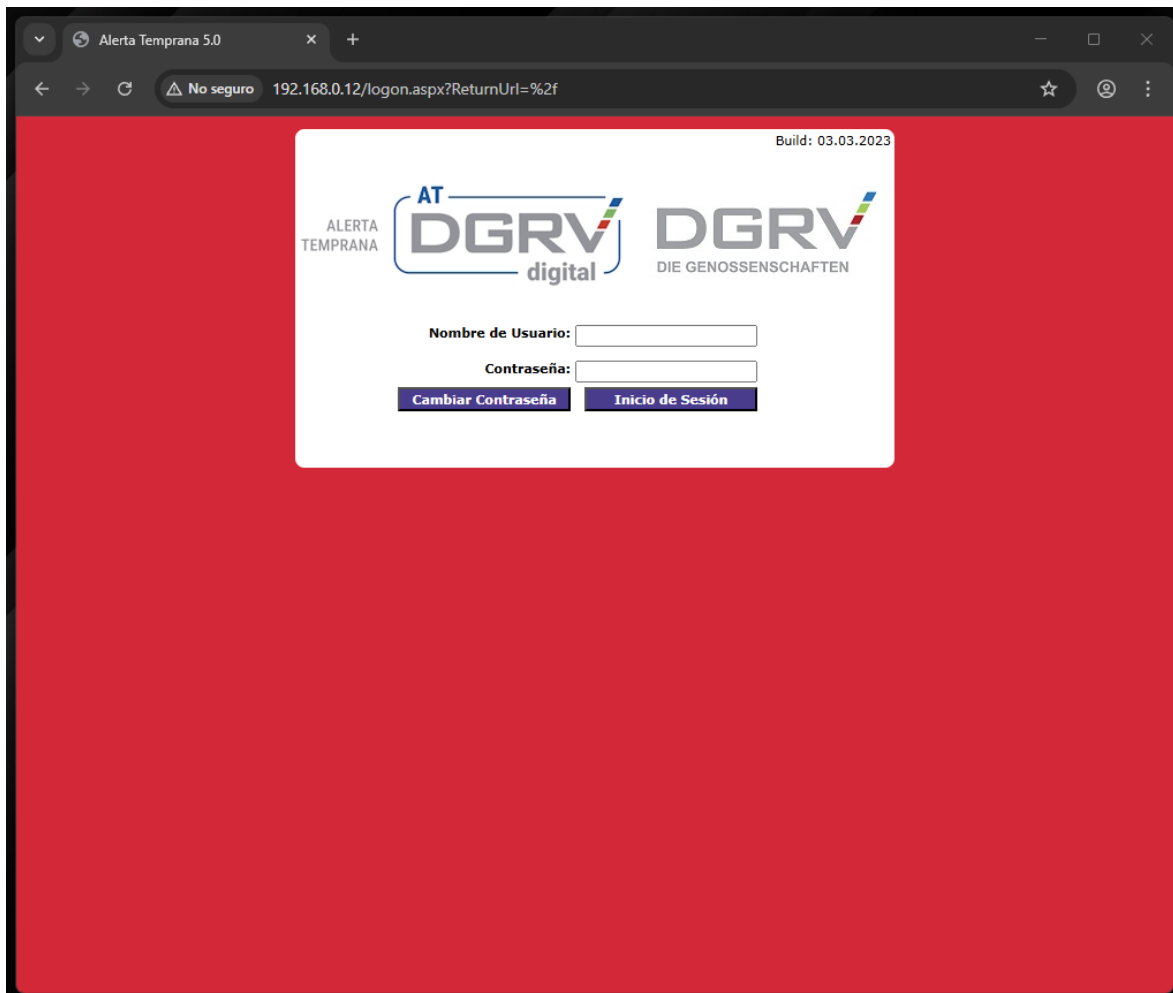 Alerta Temprana 5.0
No seguro 192.168.0.12/logon.aspx?ReturnUrl=%2f
Build: 03.03.2023
ALERTA
TEMPRANA
AT
DGRV
digital
DGRV
DIE GENOSSENSCHAFTEN
Nombre de Usuario:
Contraseña:
Cambiar Contraseña Inicio de Sesión